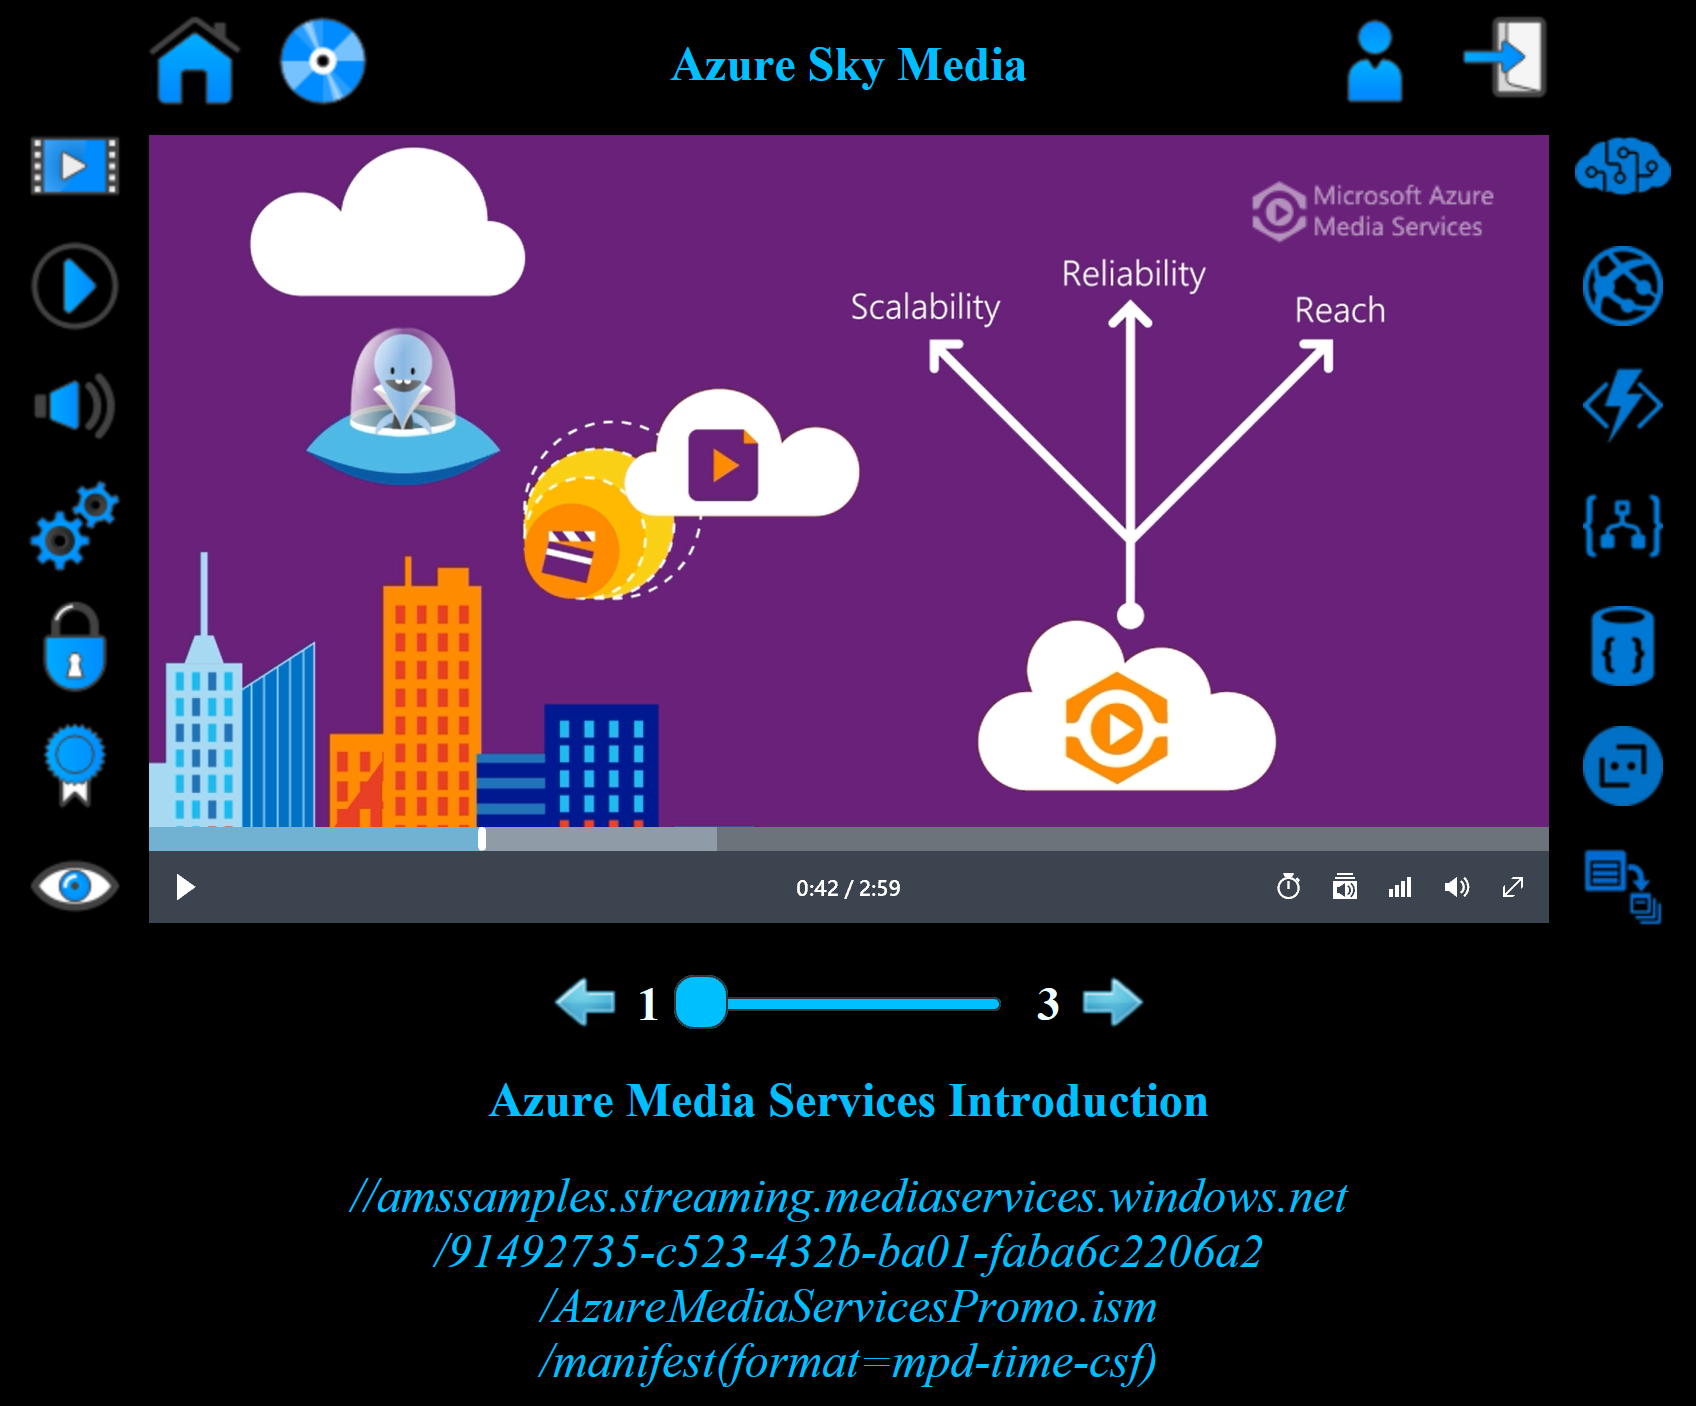 Azure Sky Media
Microsoft Azure
Media Services
Reliability
Scalability
Reach
0:42 / 2:59
1
3
Azure Media Services Introduction
//amssamples.streaming.mediaservices.windows.net
/91492735-c523-432b-ba01-faba6c2206a2
/AzureMediaServicesPromo.ism
/manifest(format=mpd-time-csf)